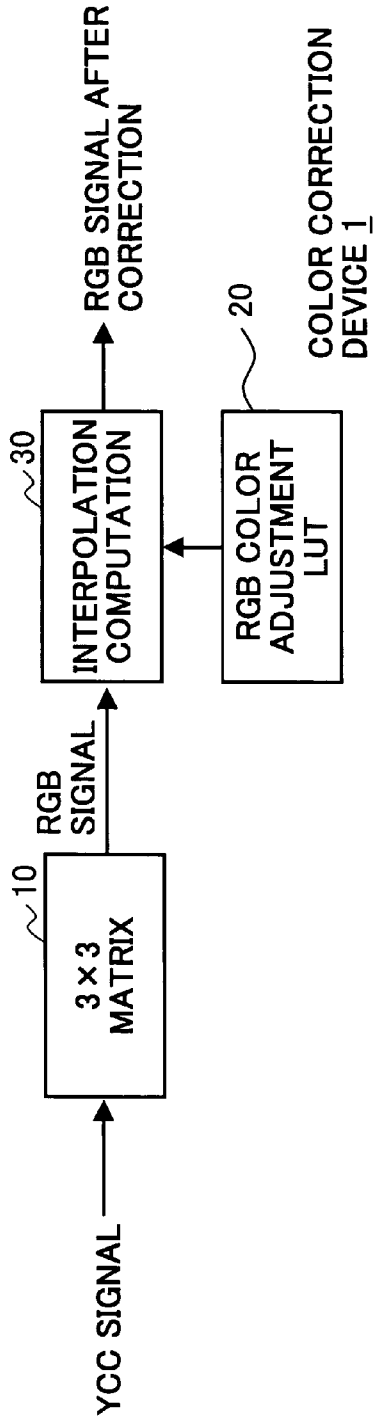 YCC SIGNAL
10
3×3
MATRIX
RGB
SIGNAL
30
INTERPOLATION
COMPUTATION
RGB SIGNAL AFTER
CORRECTION
20
RGB COLOR
ADJUSTMENT
LUT
COLOR CORRECTION
DEVICE 1